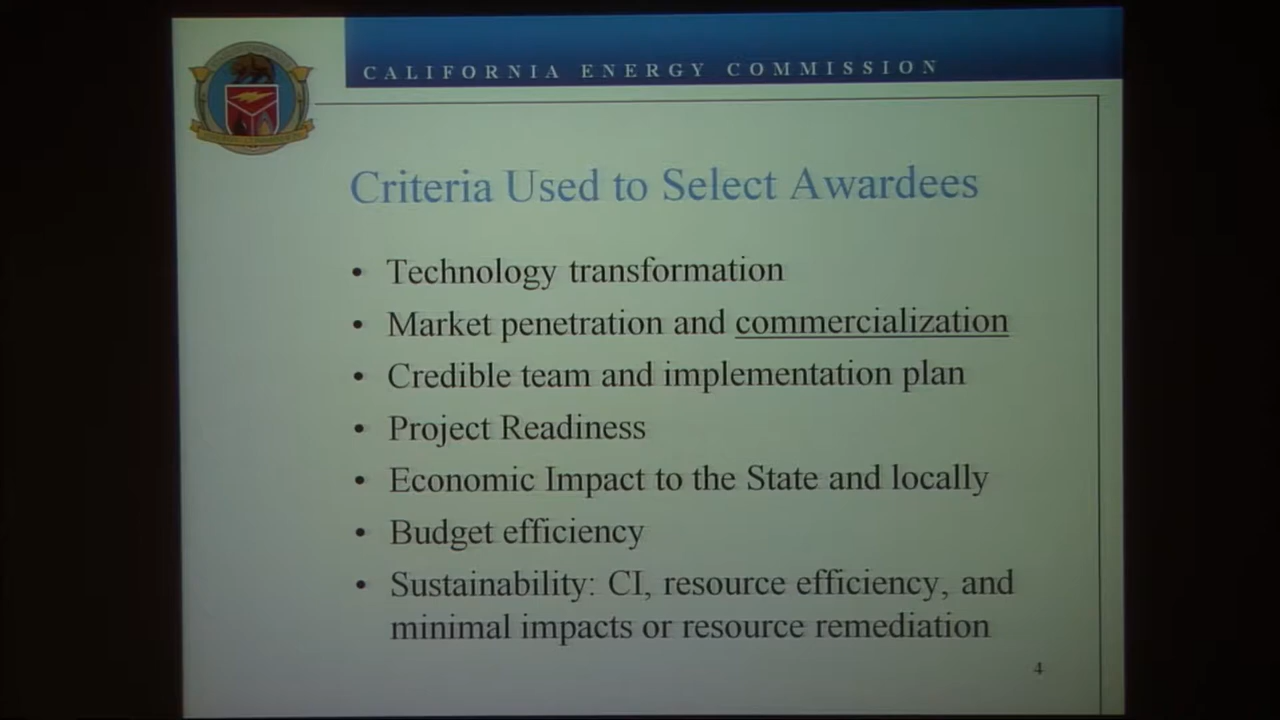 CALIFORNIA ENERGY COMMISSION
Criteria Used to Select Awardees
• Technology transformation
• Market penetration and commercialization
• Credible team and implementation plan
• Project Readiness
• Economic Impact to the State and locally
• Budget efficiency
• Sustainability: CI, resource efficiency, and
minimal impacts or resource remediation
4